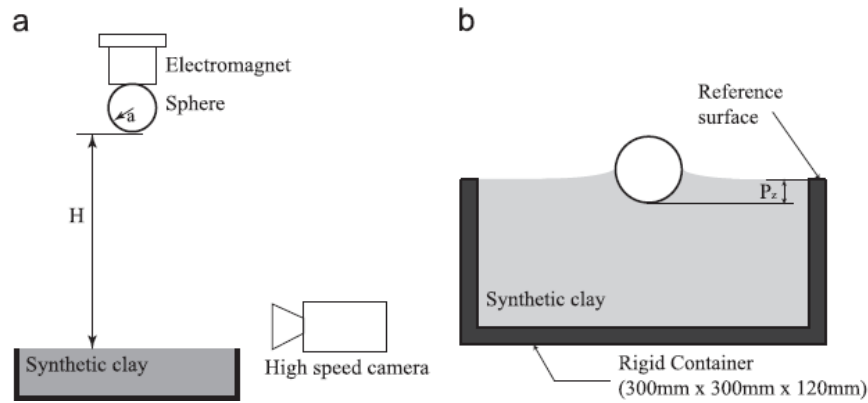 a
Electromagnet
Sphere
a
H
Synthetic clay
High speed camera
b
Reference
surface
Pz
Synthetic clay
Rigid Container
(300mm x 300mm x 120mm)